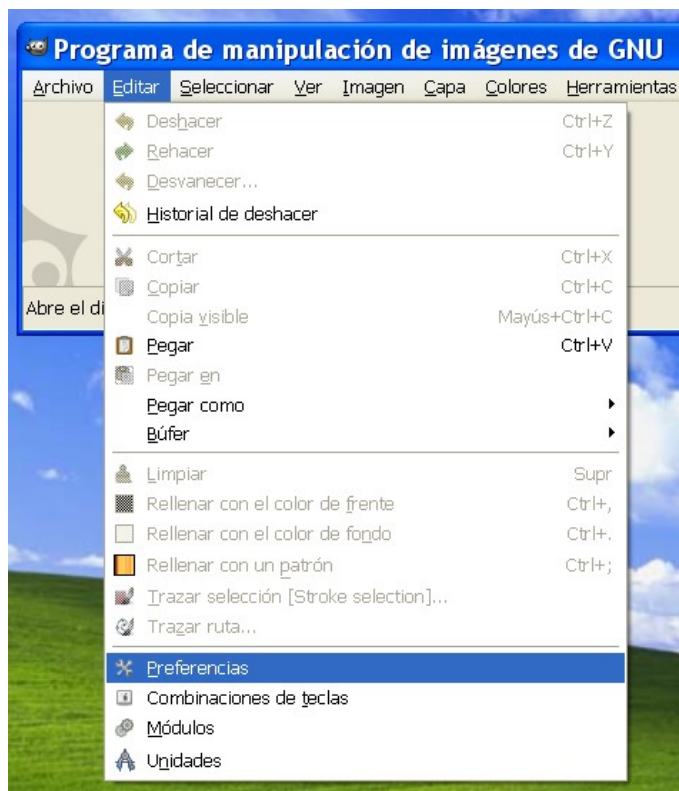 Programa de manipulación de imágenes de GNU
Archivo Editar Seleccionar Ver Imagen Capa Colores Herramientas
Deshacer Ctrl+Z
Rehacer Ctrl+Y
Desvanecer...
Historial de deshacer
Cortar Ctrl+X
Copiar Ctrl+C
Abre el di
Copia visible Mayús+Ctrl+C
Pegar Ctrl+V
Pegar en
Pegar como
Búfer
Limpiar Supr
Rellenar con el color de frente Ctrl+,
Rellenar con el color de fondo Ctrl+.
Rellenar con un patrón Ctrl+;
Trazar selección [Stroke selection]...
Trazar ruta...
Preferencias
Combinaciones de teclas
Módulos
Unidades